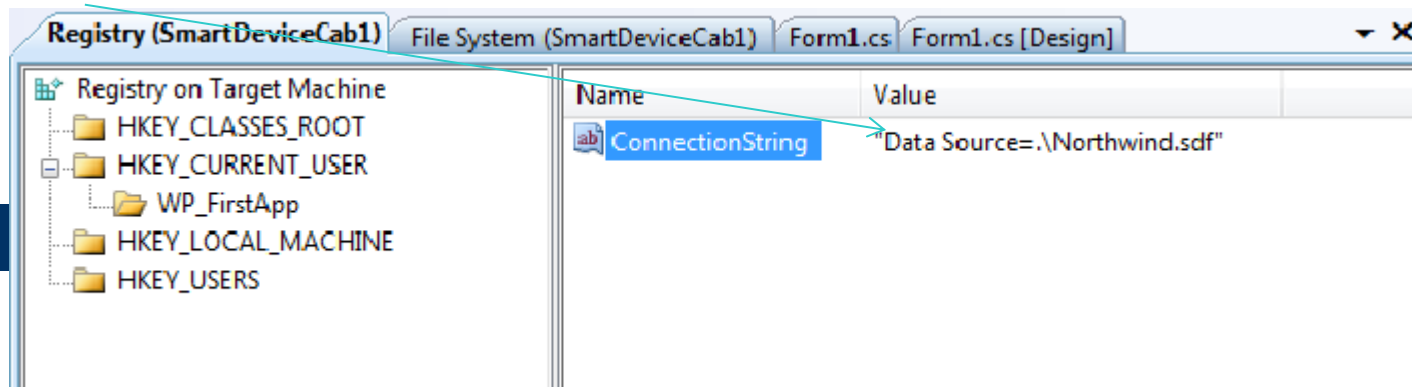 Registry (SmartDeviceCab1) File System (SmartDeviceCab1) Form1.cs Form1.cs [Design]
Registry on Target Machine
HKEY_CLASSES_ROOT
HKEY_CURRENT_USER
WP_FirstApp
HKEY_LOCAL_MACHINE
HKEY_USERS
Name Value
ConnectionString "Data Source=.\Northwind.sdf"